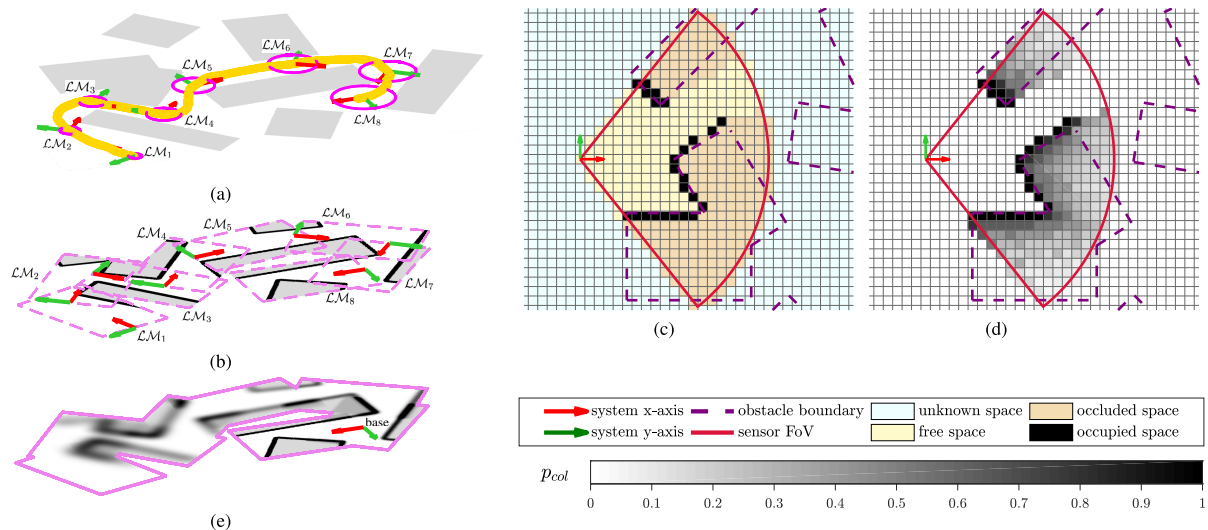 (a)
LM₁
LM₂
LM₃
LM₄
LM₅
LM₆
LM₇
LM₈
(b)
LM₁
LM₂
LM₃
LM₄
LM₅
LM₆
LM₇
LM₈
(e)
base
(c)
(d)
system x-axis obstacle boundary unknown space occluded space
system y-axis sensor FoV free space occupied space
p_col
0 0.1 0.2 0.3 0.4 0.5 0.6 0.7 0.8 0.9 1